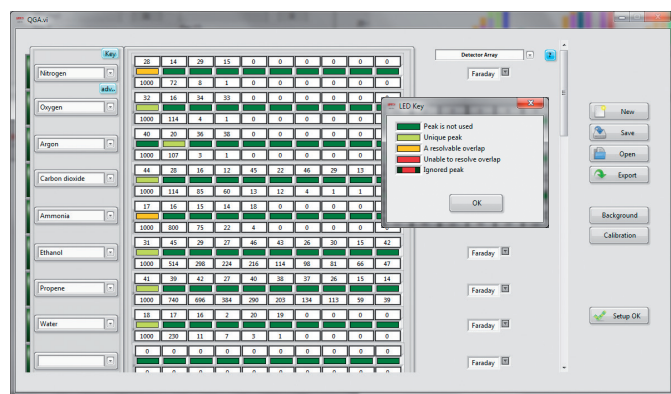 QGA.vi
Key
Detector Array
?
Nitrogen
28 14 29 15 0 0 0 0 0
1000 72 8 1 0 0 0 0 0
Faraday
adv..
Oxygen
32 16 34 33 0 0 0 0 0
1000 114 4 1 0 0 0 0
Argon
40 20 36 38 0 0 0 0
1000 107 3 1 0 0 0 0
Carbon dioxide
44 28 16 12 45 22 46 29 13
1000 114 85 60 13 12 4 1 1
Ammonia
17 16 15 14 18 0 0 0 0
1000 800 75 22 4 0 0 0 0 0
Ethanol
31 45 29 27 46 43 26 30 15 42
1000 514 298 224 216 114 98 81 66 47
Faraday
Propene
41 39 42 27 40 38 37 26 15 14
1000 740 696 384 290 203 134 113 59 39
Faraday
Water
18 17 16 2 20 19 0 0 0 0
1000 230 11 7 3 1 0 0 0 0
Faraday
0 0 0 0 0 0 0 0 0 0
Faraday
LED Key
X
Peak is not used
Unique peak
A resolvable overlap
Unable to resolve overlap
Ignored peak
OK
New
Save
Open
Export
Background
Calibration
Setup OK